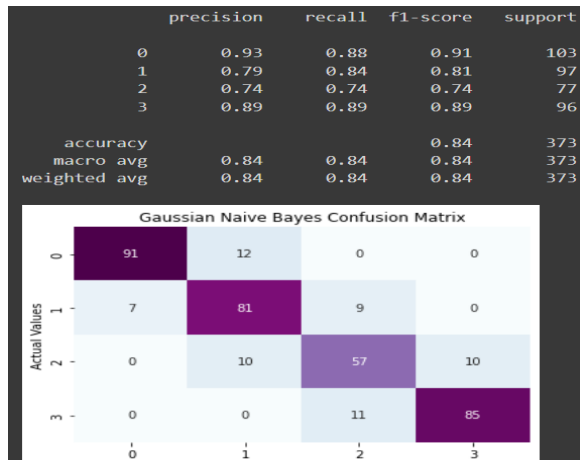 precision recall f1-score support
0 0.93 0.88 0.91 103
1 0.79 0.84 0.81 97
2 0.74 0.74 0.74 77
3 0.89 0.89 0.89 96
accuracy 0.84 373
macro avg 0.84 0.84 0.84 373
weighted avg 0.84 0.84 0.84 373
Gaussian Naive Bayes Confusion Matrix
Actual Values
0 91 12 0 0
1 7 81 9 0
2 0 10 57 10
3 0 0 11 85
0 1 2 3